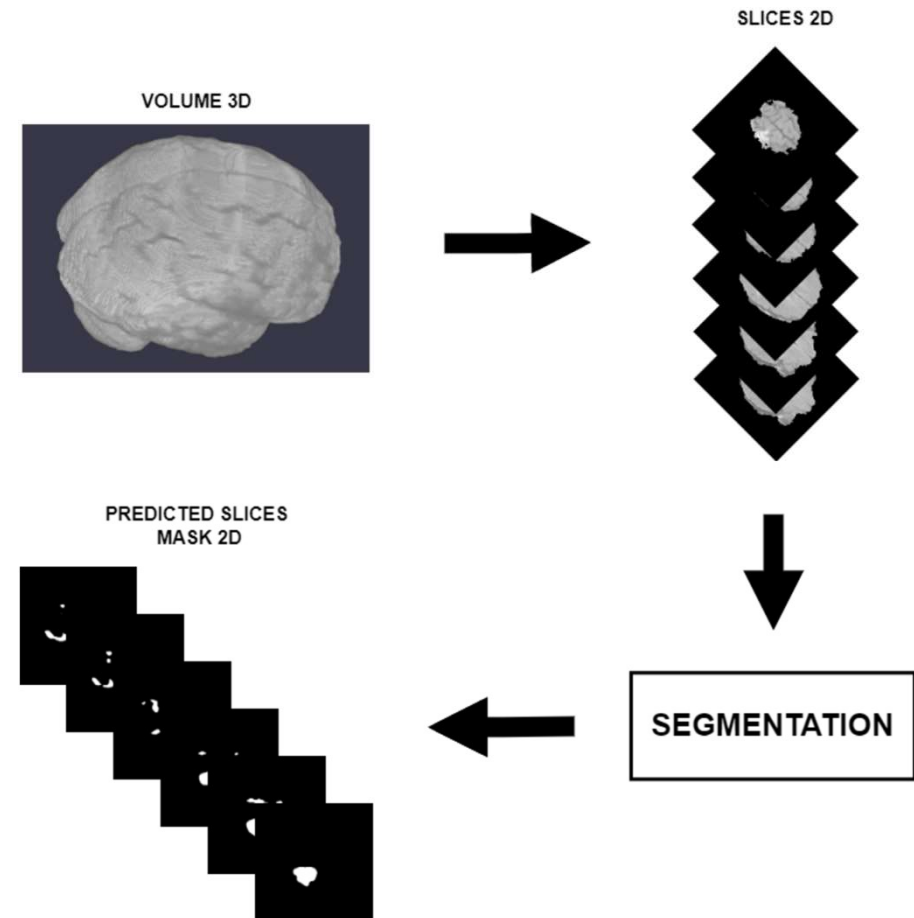 SLICES 2D
VOLUME 3D
SEGMENTATION
PREDICTED SLICES
MASK 2D